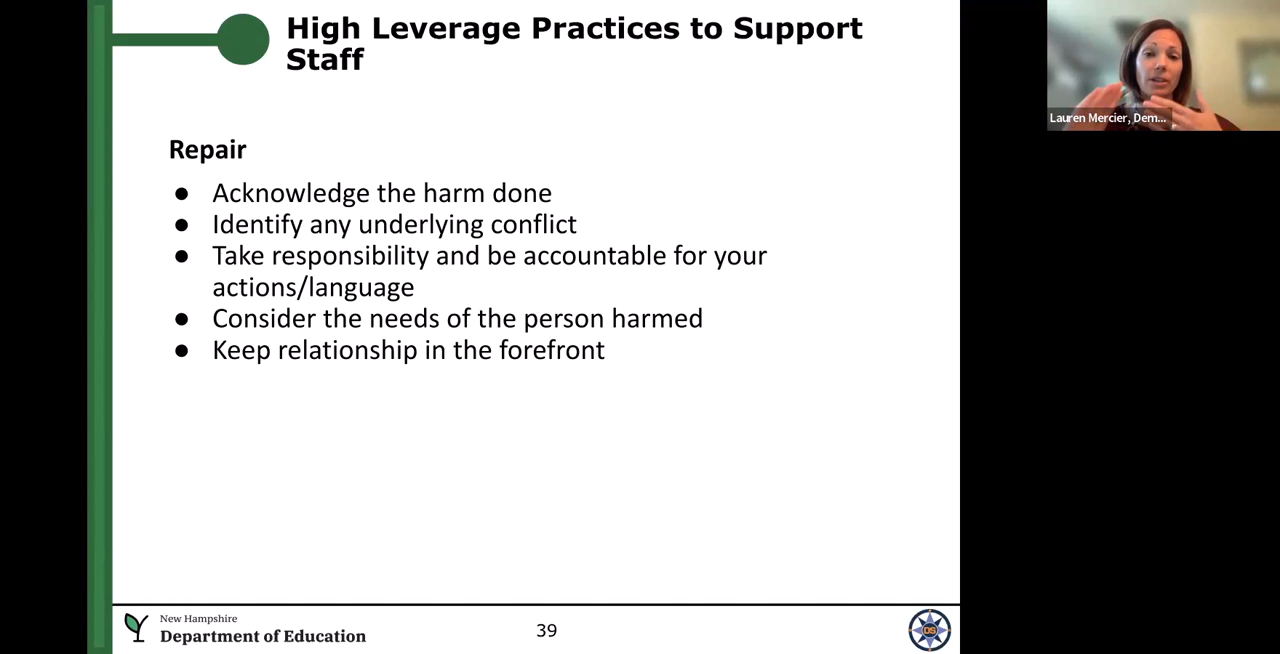 High Leverage Practices to Support
Staff
Lauren Mercier, Dem...
Repair
● Acknowledge the harm done
● Identify any underlying conflict
● Take responsibility and be accountable for your
actions/language
● Consider the needs of the person harmed
● Keep relationship in the forefront
New Hampshire
Department of Education
39
DS